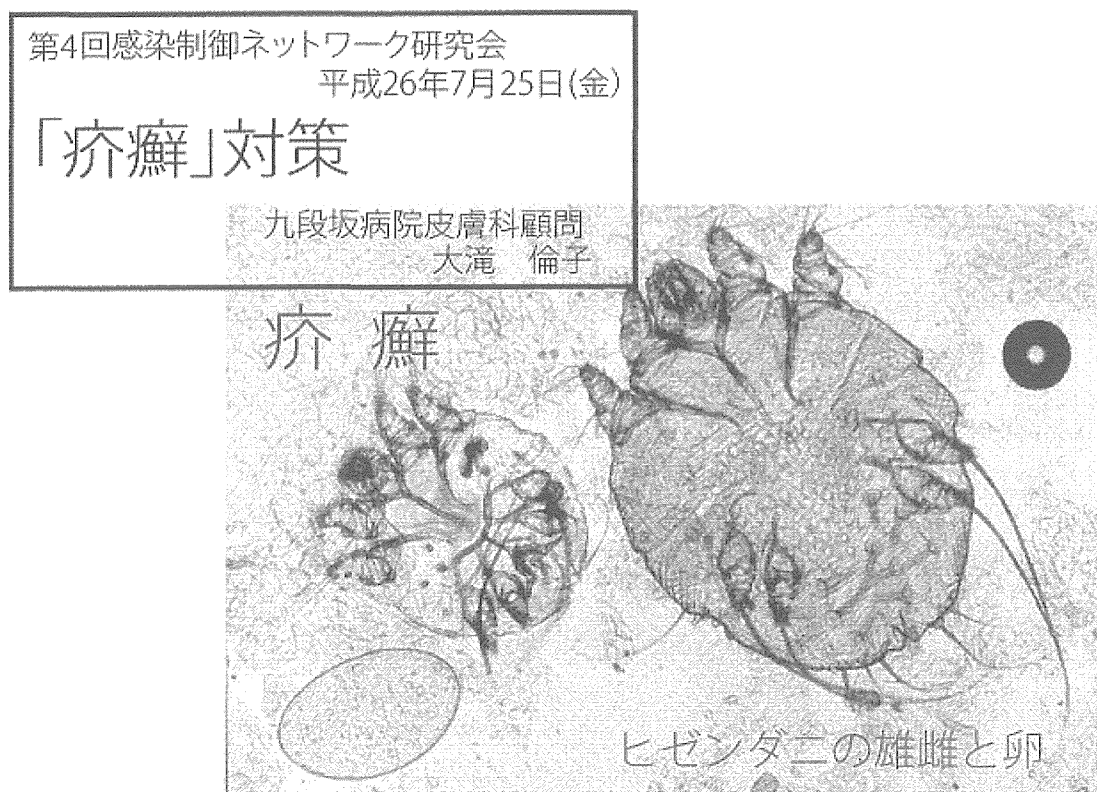 第4回感染制御ネットワーク研究会
平成26年7月25日(金)
「疥癬」対策
九段坂病院皮膚科顧問
大滝　倫子
疥 癬
ヒゼンダニの雄雌と卵